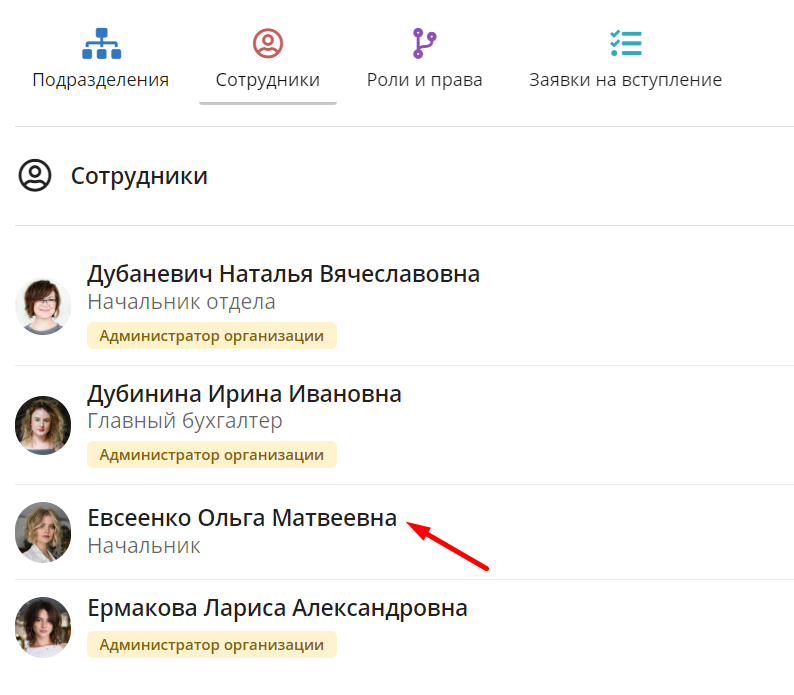 Подразделения
Сотрудники
Роли и права
Заявки на вступление
Сотрудники
Дубаневич Наталья Вячеславовна
Начальник отдела
Администратор организации
Дубинина Ирина Ивановна
Главный бухгалтер
Администратор организации
Евсеенко Ольга Матвеевна
Начальник
Ермакова Лариса Александровна
Администратор организации